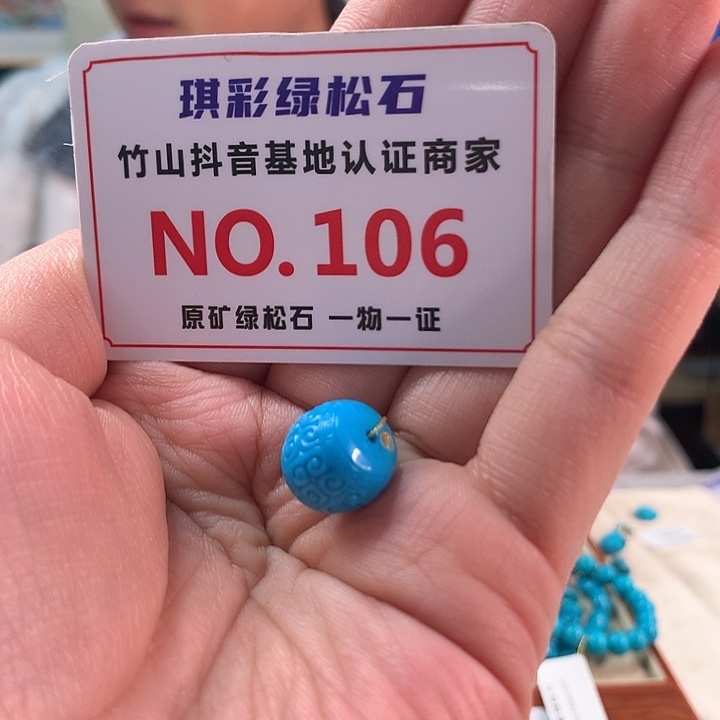 琪彩绿松石
竹山抖音基地认证商家
NO.106
原矿绿松石 一物一证